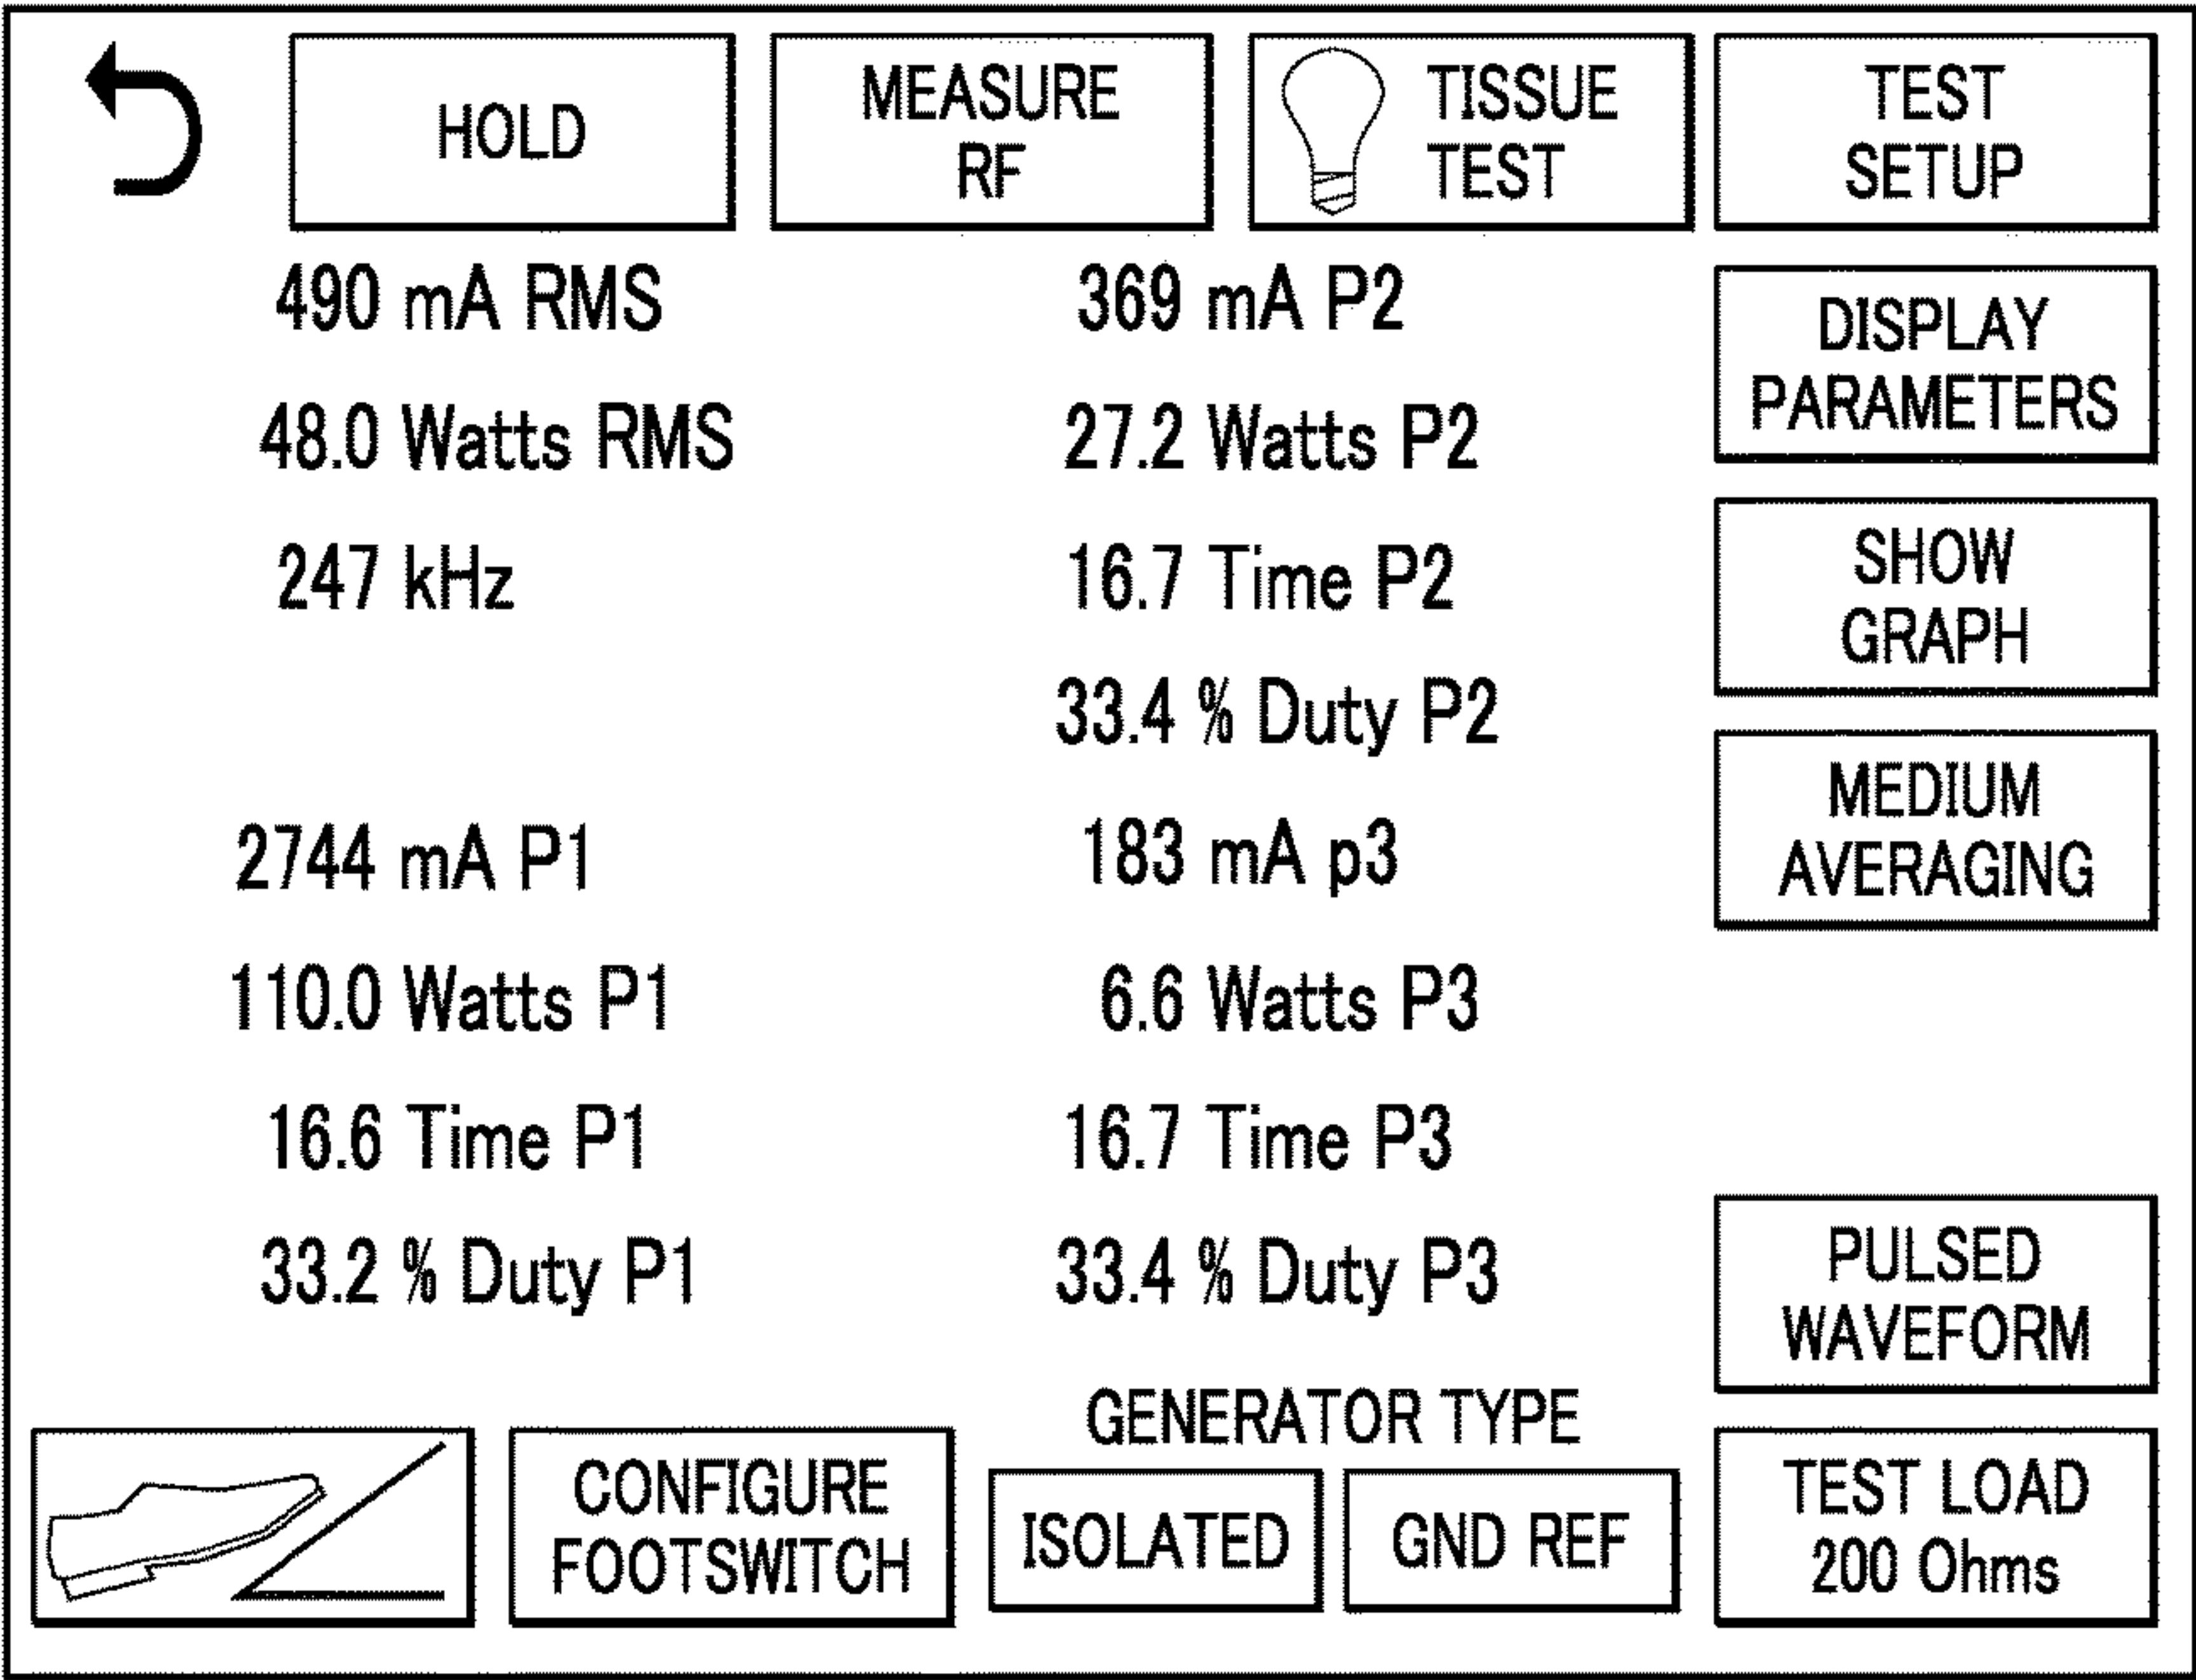 HOLD
MEASURE
RF
TISSUE
TEST
TEST
SETUP
490 mA RMS
48.0 Watts RMS
247 kHz
2744 mA P1
110.0 Watts P1
16.6 Time P1
33.2 % Duty P1
369 mA P2
27.2 Watts P2
16.7 Time P2
33.4 % Duty P2
183 mA p3
6.6 Watts P3
16.7 Time P3
33.4 % Duty P3
DISPLAY
PARAMETERS
SHOW
GRAPH
MEDIUM
AVERAGING
PULSED
WAVEFORM
CONFIGURE
FOOTSWITCH
GENERATOR TYPE
ISOLATED
GND REF
TEST LOAD
200 Ohms